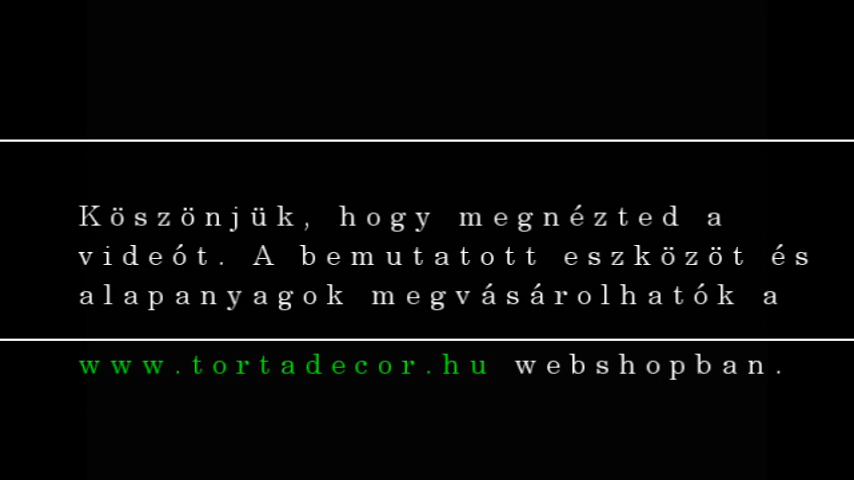 Köszönjük, hogy megnézted a
videót. A bemutatott eszközöt és
alapanyagok megvásárolhatók a
www.tortadecor.hu webshopban.